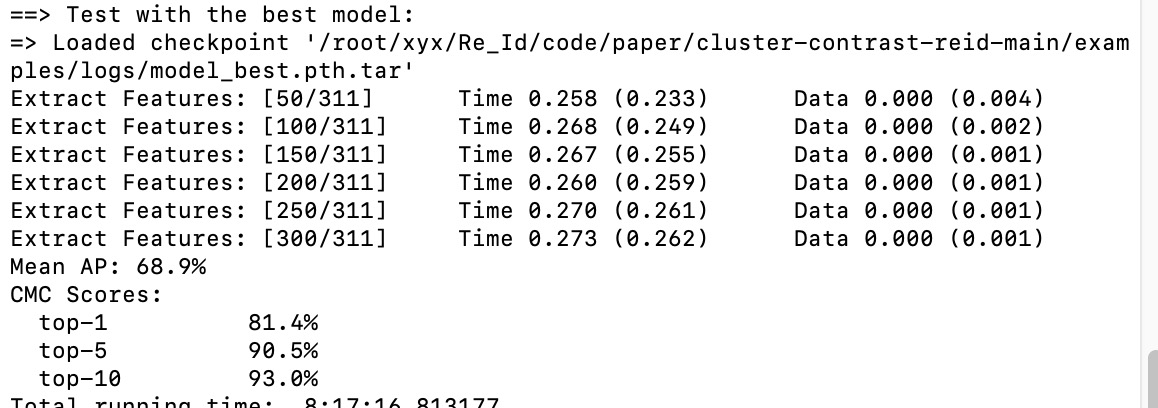 ==> Test with the best model:
=> Loaded checkpoint '/root/xyx/Re_Id/code/paper/cluster-contrast-reid-main/exam
ples/logs/model_best.pth.tar'
Extract Features: [50/311]      Time 0.258 (0.233)      Data 0.000 (0.004)
Extract Features: [100/311]     Time 0.268 (0.249)      Data 0.000 (0.002)
Extract Features: [150/311]     Time 0.267 (0.255)      Data 0.000 (0.001)
Extract Features: [200/311]     Time 0.260 (0.259)      Data 0.000 (0.001)
Extract Features: [250/311]     Time 0.270 (0.261)      Data 0.000 (0.001)
Extract Features: [300/311]     Time 0.273 (0.262)      Data 0.000 (0.001)
Mean AP: 68.9%
CMC Scores:
  top-1          81.4%
  top-5          90.5%
  top-10         93.0%
Total running time:  8:17:16.813177